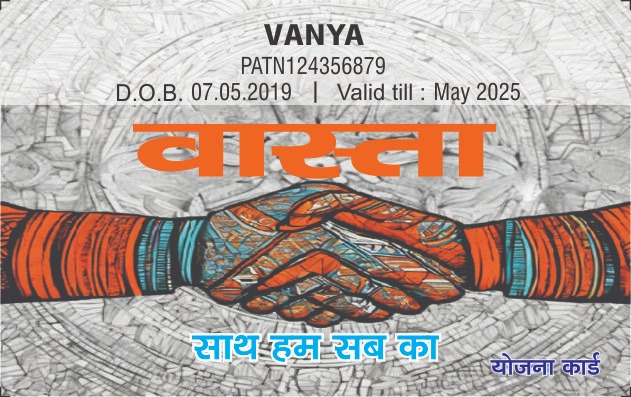 VANYA
PATN124356879
D.O.B. 07.05.2019 | Valid till : May 2025
वास्ता
साथ हम सब का
योजना कार्ड